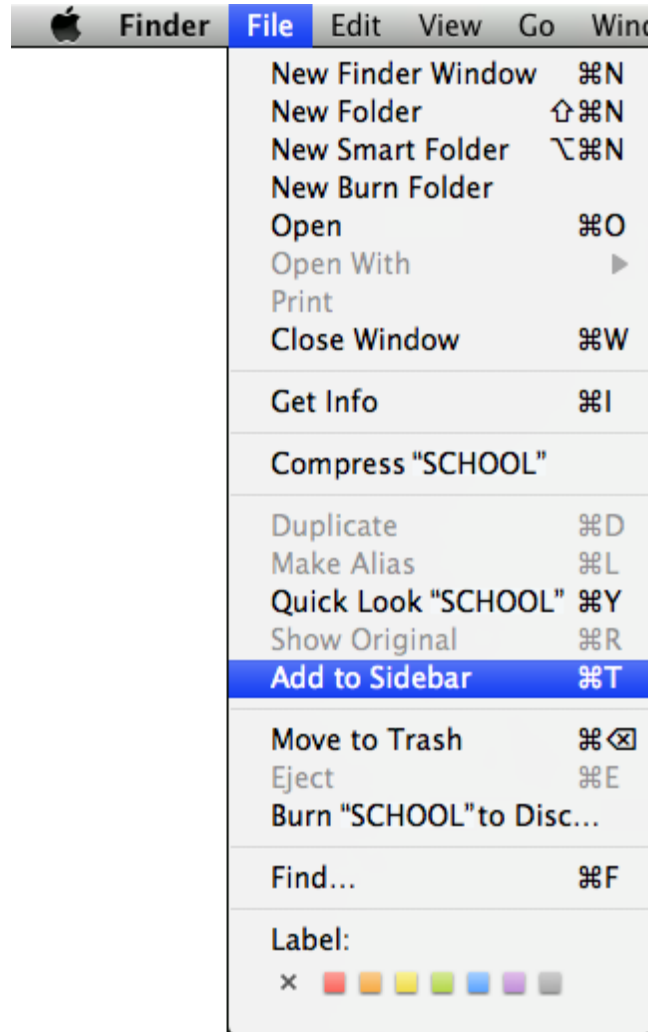 Finder File Edit View Go Wind
New Finder Window ⌘N
New Folder ⇧⌘N
New Smart Folder ⌥⌘N
New Burn Folder
Open ⌘O
Open With ▶
Print
Close Window ⌘W
Get Info ⌘I
Compress “SCHOOL”
Duplicate ⌘D
Make Alias ⌘L
Quick Look “SCHOOL” ⌘Y
Show Original ⌘R
Add to Sidebar ⌘T
Move to Trash ⌘⌫
Eject ⌘E
Burn “SCHOOL” to Disc...
Find... ⌘F
Label:
×